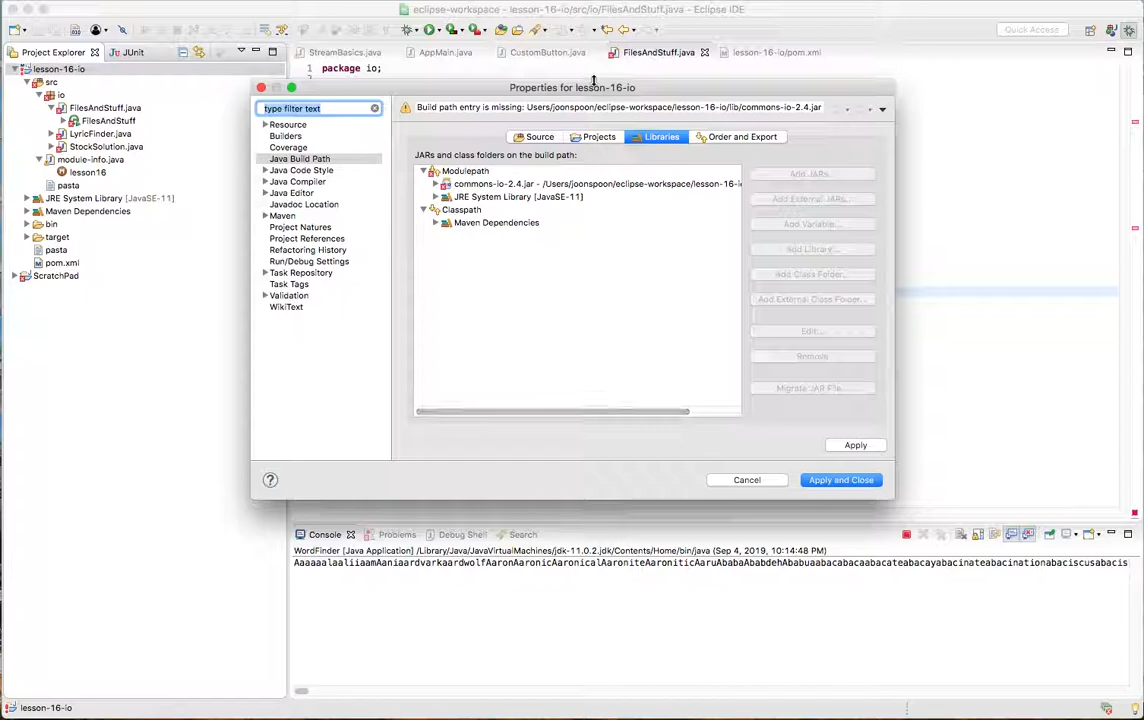 eclipse-workspace - lesson-16-io/src/io/FilesAndStuff.java - Eclipse IDE
Quick Access
Project Explorer
JUnit
StreamBasics.java
AppMain.java
CustomButton.java
FilesAndStuff.java
lesson-16-io/pom.xml
lesson-16-io
src
io
FilesAndStuff.java
FilesAndStuff
LyricFinder.java
StockSolution.java
module-info.java
lesson16
pasta
JRE System Library [JavaSE-11]
Maven Dependencies
bin
target
pasta
pom.xml
ScratchPad
1 package io;
2
Properties for lesson-16-io
type filter text
Resource
Builders
Coverage
Java Build Path
Java Code Style
Java Compiler
Java Editor
Javadoc Location
Maven
Project Natures
Project References
Refactoring History
Run/Debug Settings
Task Repository
Task Tags
Validation
WikiText
Build path entry is missing: Users/joonspoon/eclipse-workspace/lesson-16-io/lib/commons-io-2.4.jar
Source
Projects
Libraries
Order and Export
JARs and class folders on the build path:
Modulepath
commons-io-2.4.jar - /Users/joonspoon/eclipse-workspace/lesson-16-i
JRE System Library [JavaSE-11]
Classpath
Maven Dependencies
Add JARs...
Add External JARs...
Add Variable...
Add Library...
Add Class Folder...
Add External Class Folder...
Edit...
Remove
Migrate JAR File...
Apply
?
Cancel
Apply and Close
Console
Problems
Debug Shell
Search
WordFinder [Java Application] /Library/Java/JavaVirtualMachines/jdk-11.0.2.jdk/Contents/Home/bin/java (Sep 4, 2019, 10:14:48 PM)
lesson-16-io